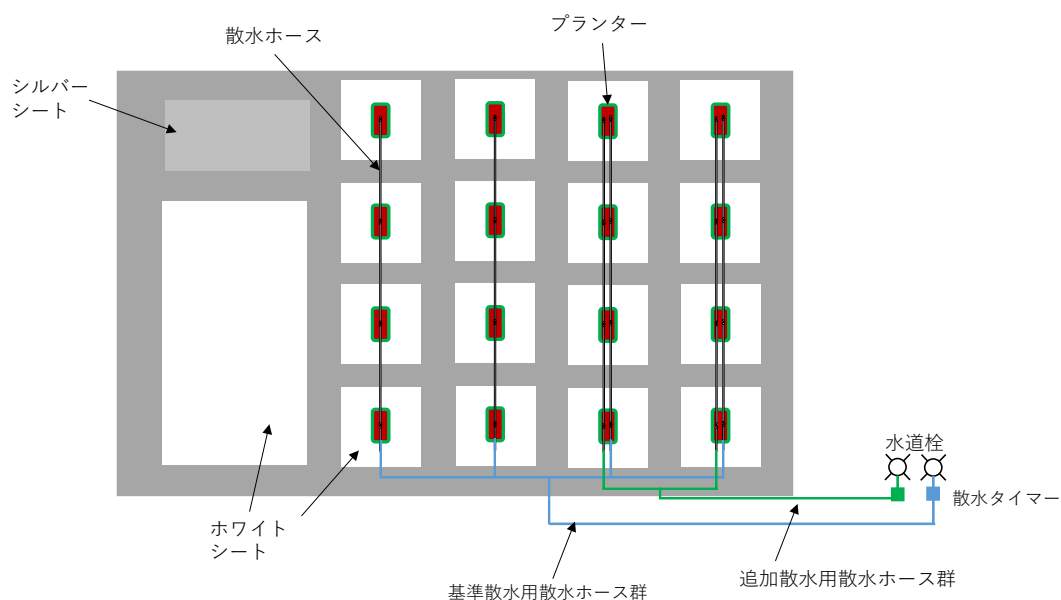 プランター
散水ホース
シルバー
シート
水道栓
散水タイマー
ホワイト
シート
追加散水用散水ホース群
基準散水用散水ホース群